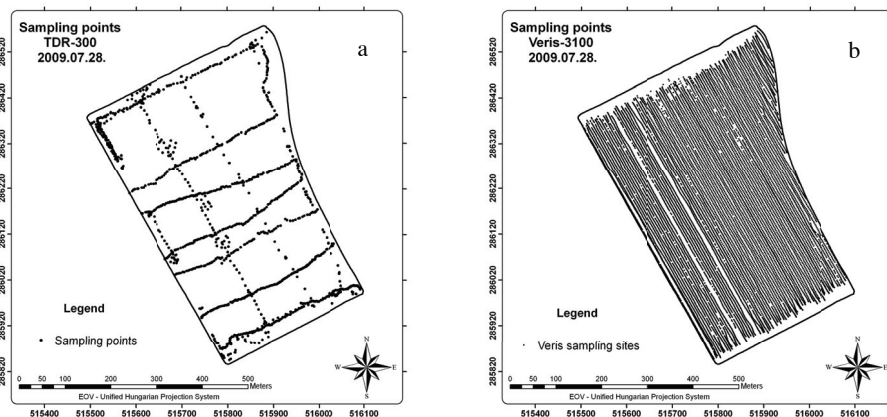 Sampling points
TDR-300
2009.07.28.
a
286520
286420
286320
286220
286120
286020
285920
285820
Legend
Sampling points
N
W E
S
0 50 100 200 300 400 500
Meters
EOV - Unified Hungarian Projection System
515400 515500 515600 515700 515800 515900 516000 516100
Sampling points
Veris-3100
2009.07.28.
b
286520
286420
286320
286220
286120
286020
285920
285820
Legend
Veris sampling sites
N
W E
S
0 50 100 200 300 400 500
Meters
EOV - Unified Hungarian Projection System
515400 515500 515600 515700 515800 515900 516000 516100